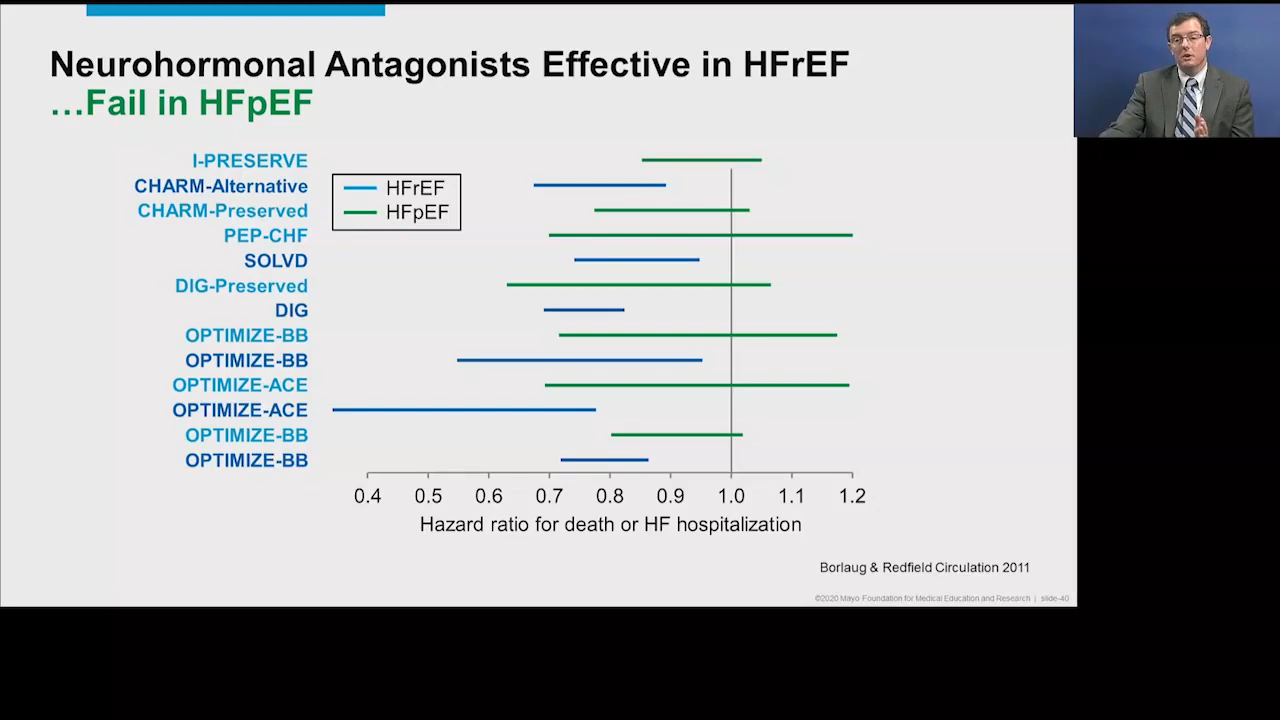 Neurohormonal Antagonists Effective in HFrEF
...Fail in HFpEF
I-PRESERVE
CHARM-Alternative
CHARM-Preserved
PEP-CHF
SOLVD
DIG-Preserved
DIG
OPTIMIZE-BB
OPTIMIZE-BB
OPTIMIZE-ACE
OPTIMIZE-ACE
OPTIMIZE-BB
OPTIMIZE-BB
HFrEF
HFpEF
0.4 0.5 0.6 0.7 0.8 0.9 1.0 1.1 1.2
Hazard ratio for death or HF hospitalization
Borlaug & Redfield Circulation 2011
©2020 Mayo Foundation for Medical Education and Research | slide-40